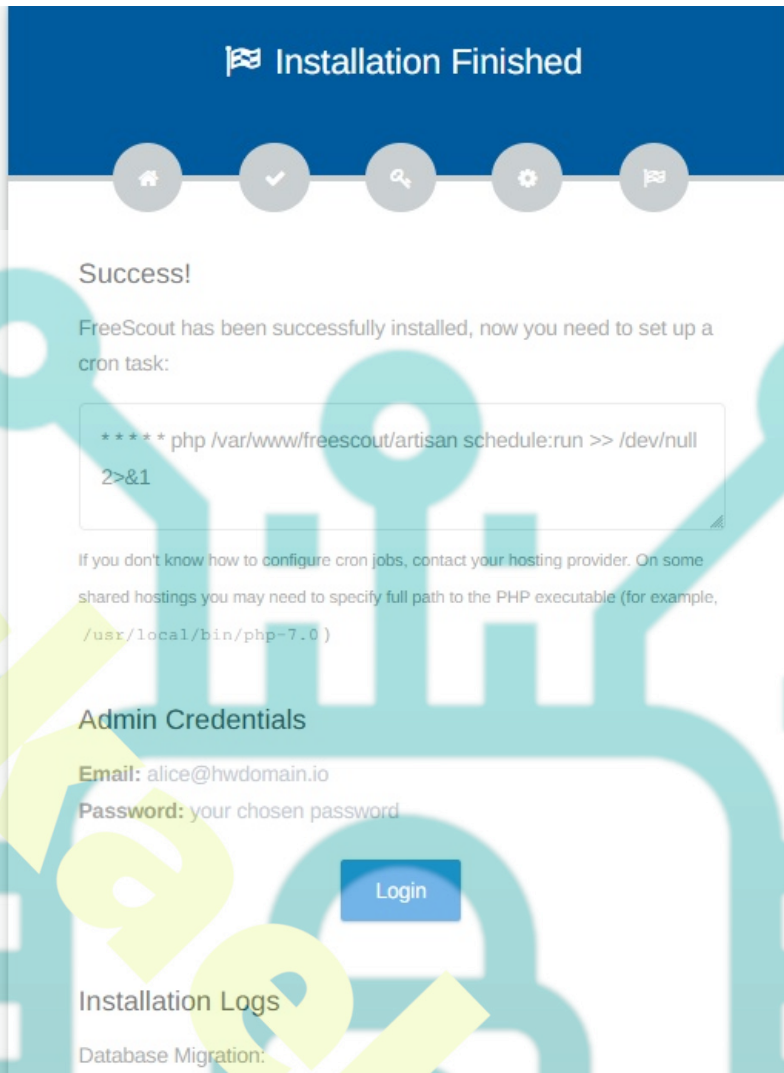 Installation Finished
Success!
FreeScout has been successfully installed, now you need to set up a
cron task:
* * * * * php /var/www/freescout/artisan schedule:run >> /dev/null
2>&1
If you don't know how to configure cron jobs, contact your hosting provider. On some
shared hostings you may need to specify full path to the PHP executable (for example,
/usr/local/bin/php-7.0 )
Admin Credentials
Email: alice@hwdomain.io
Password: your chosen password
Login
Installation Logs
Database Migration: